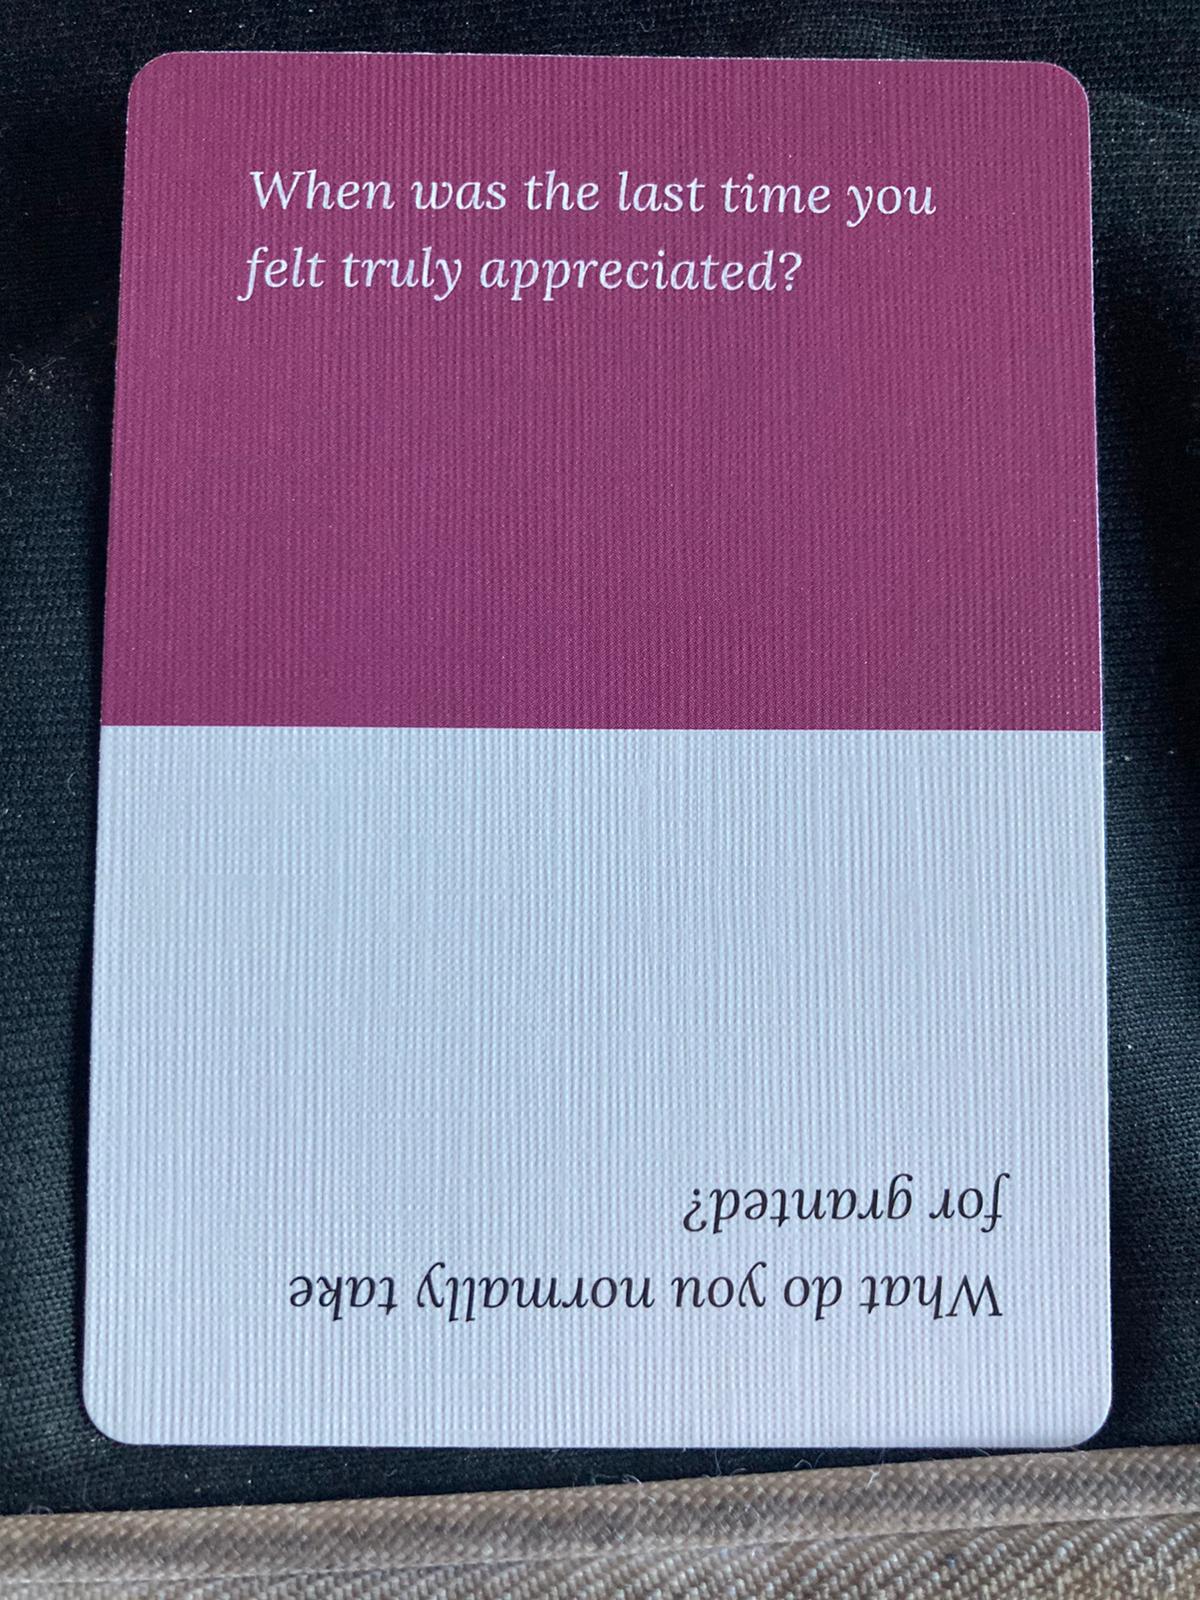 When was the last time you
felt truly appreciated?
What do you normally take
for granted?